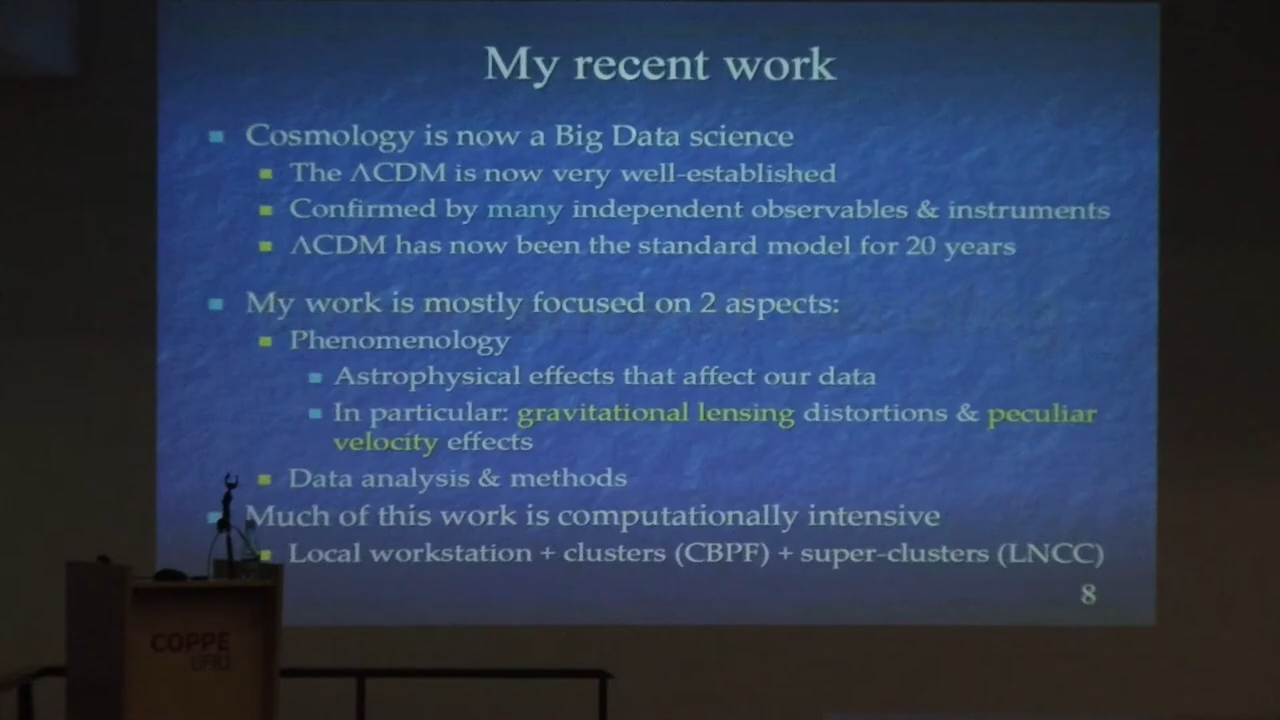 My recent work
Cosmology is now a Big Data science
The ΛCDM is now very well-established
Confirmed by many independent observables & instruments
ΛCDM has now been the standard model for 20 years
My work is mostly focused on 2 aspects:
Phenomenology
Astrophysical effects that affect our data
In particular: gravitational lensing distortions & peculiar
velocity effects
Data analysis & methods
Much of this work is computationally intensive
Local workstation + clusters (CBPF) + super-clusters (LNCC)
8
COPPE
UFRJ